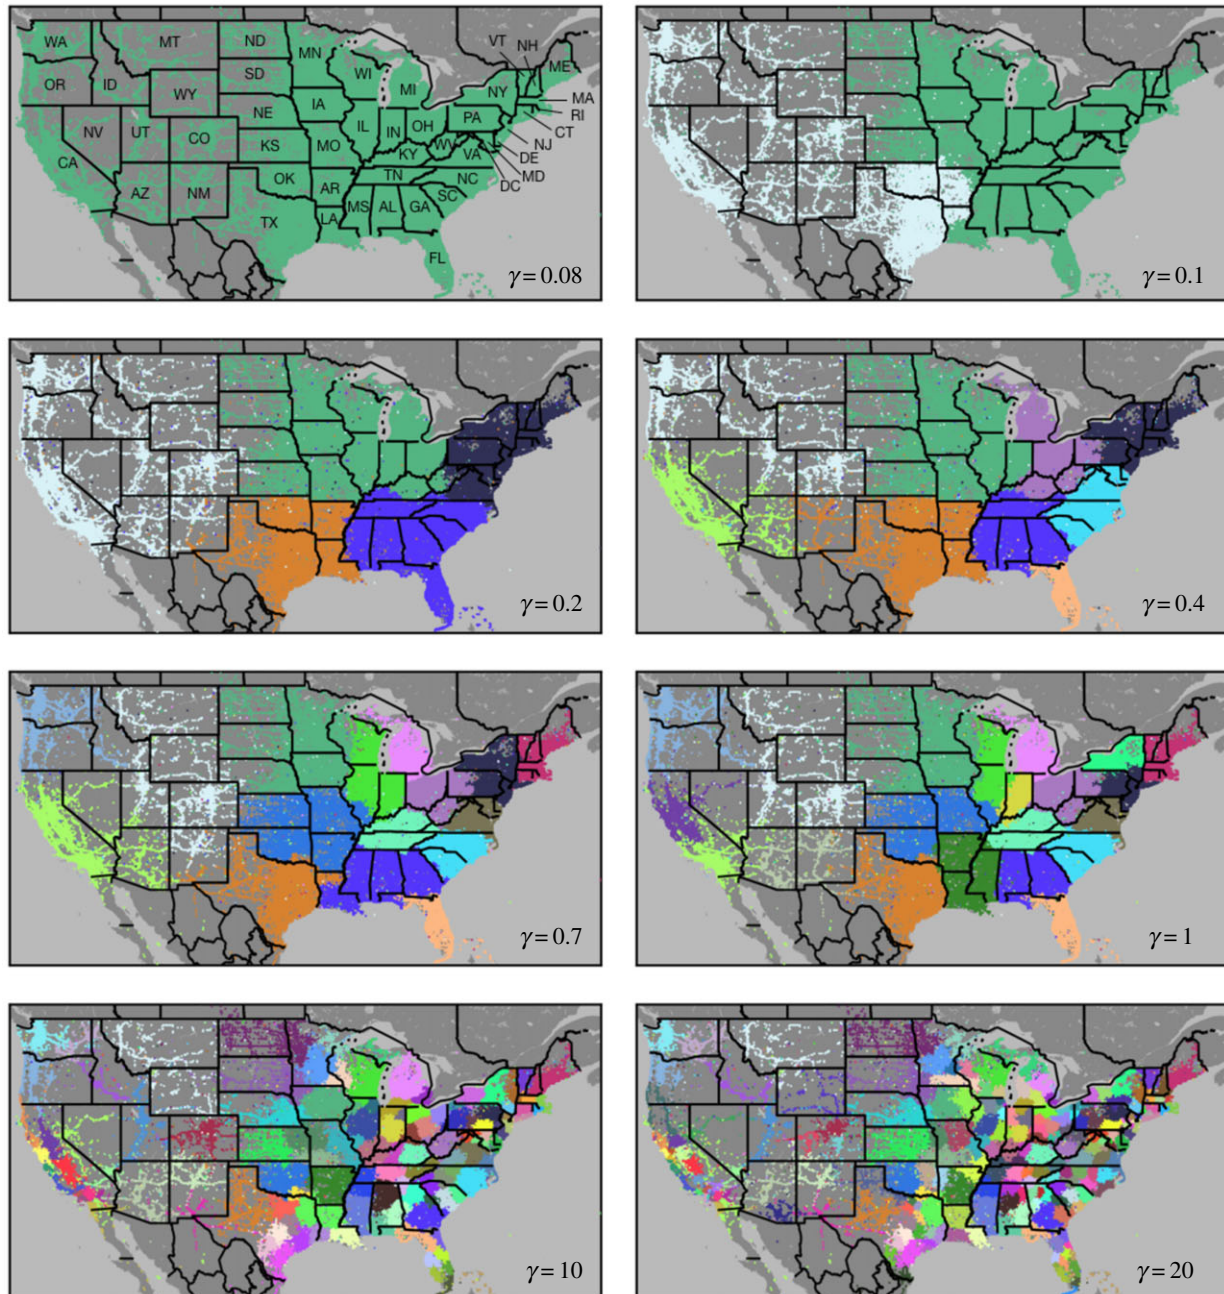 WA MT ND MN VT NH ME
OR ID SD WI MI NY MA
WY IA PA RI
NE IL IN OH CT
NV UT CO NJ
CA KS MO WV VA DE
KY MD
AZ NM OK AR TN NC DC
TX LA MS AL GA SC
FL
γ = 0.08
γ = 0.1
γ = 0.2
γ = 0.4
γ = 0.7
γ = 1
γ = 10
γ = 20